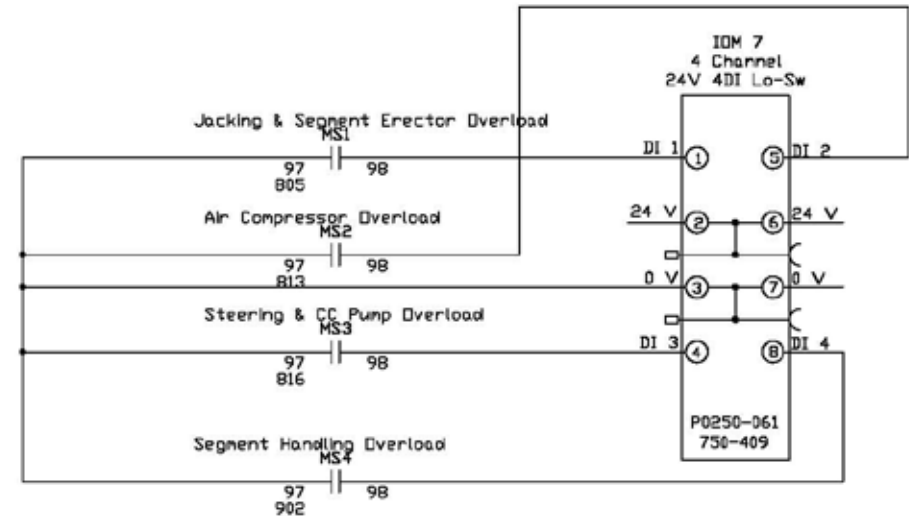 IOM 7
4 Channel
24V 4DI Lo-Sw
Jacking & Segment Erector Overload
MS1
97 98
805
DI 1 1 5 DI 2
Air Compressor Overload
MS2
97 98
813
24 V 2 6 24 V
0 V 3 7 0 V
Steering & CC Pump Overload
MS3
97 98
816
DI 3 4 8 DI 4
P0250-061
750-409
Segment Handling Overload
MS4
97 98
902